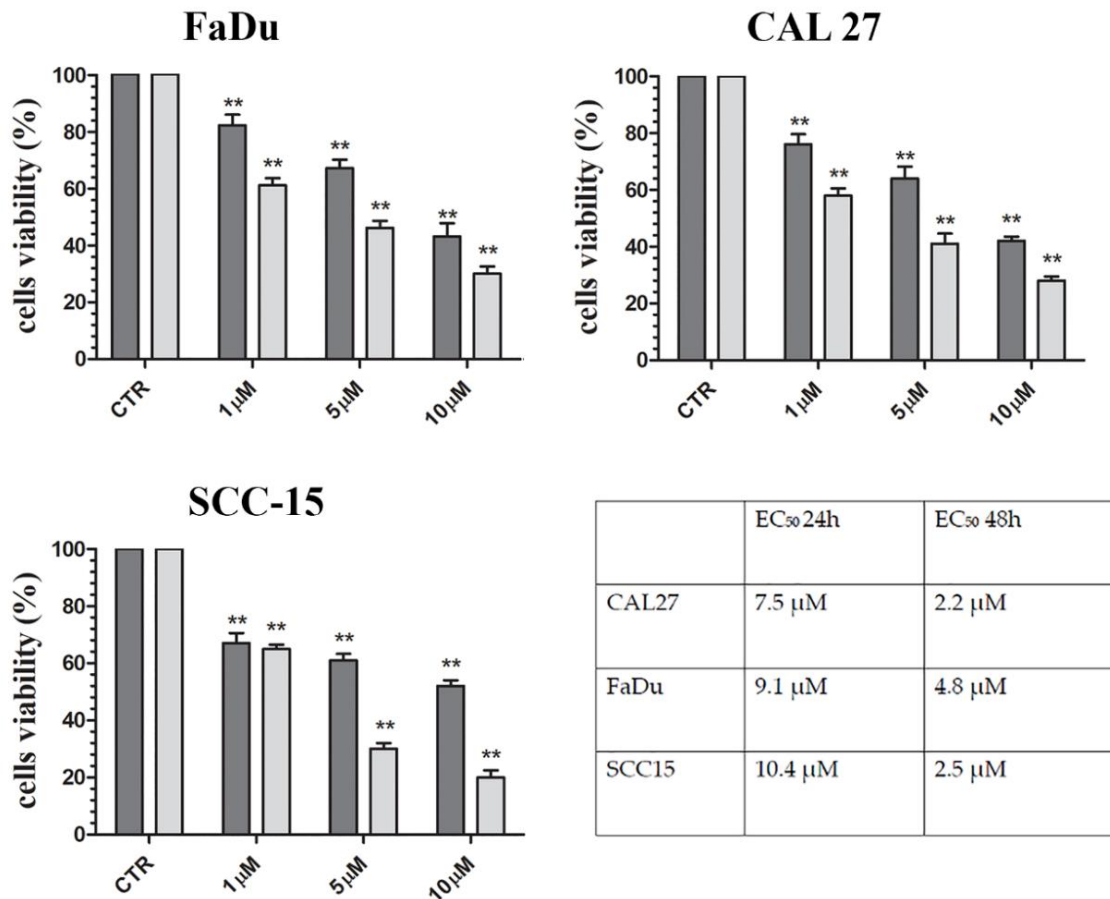 FaDu
cells viability (%)
100
80
60
40
20
0
**
**
**
**
**
**
CTR
1µM
5µM
10µM
CAL 27
cells viability (%)
100
80
60
40
20
0
**
**
**
**
**
**
CTR
1µM
5µM
10µM
SCC-15
cells viability (%)
100
80
60
40
20
0
**
**
**
**
**
**
CTR
1µM
5µM
10µM
EC₅₀ 24h EC₅₀ 48h
CAL27 7.5 µM 2.2 µM
FaDu 9.1 µM 4.8 µM
SCC15 10.4 µM 2.5 µM